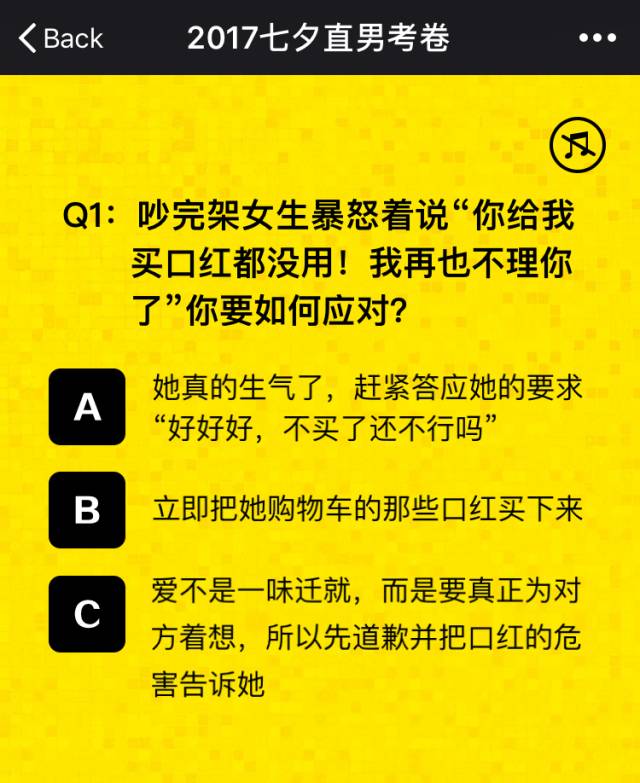 Back
2017七夕直男考卷
Q1：吵完架女生暴怒着说“你给我
买口红都没用！我再也不理你
了”你要如何应对？
A
她真的生气了，赶紧答应她的要求
“好好好，不买了还不行吗”
B
立即把她购物车的那些口红买下来
C
爱不是一味迁就，而是要真正为对
方着想，所以先道歉并把口红的危
害告诉她